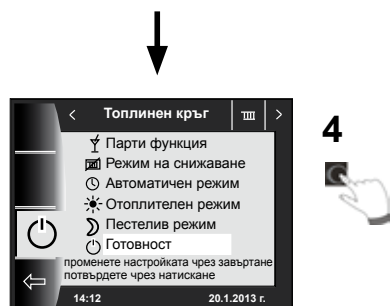 < Топлинен кръг >
Парти функция
Режим на снижаване
Автоматичен режим
Отоплителен режим
Пестелив режим
Готовност
променете настройката чрез завъртане
потвърдете чрез натискане
14:12 20.1.2013 г.
4